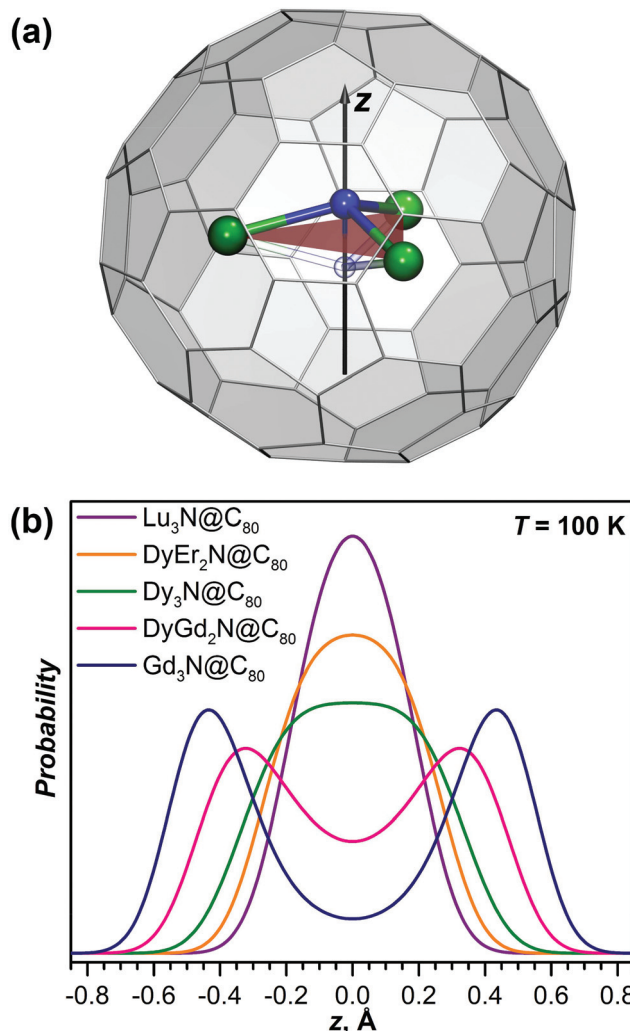 (a)
z
(b)
Lu₃N@C₈₀
DyEr₂N@C₈₀
Dy₃N@C₈₀
DyGd₂N@C₈₀
Gd₃N@C₈₀
T = 100 K
Probability
-0.8 -0.6 -0.4 -0.2 0.0 0.2 0.4 0.6 0.8
z, Å